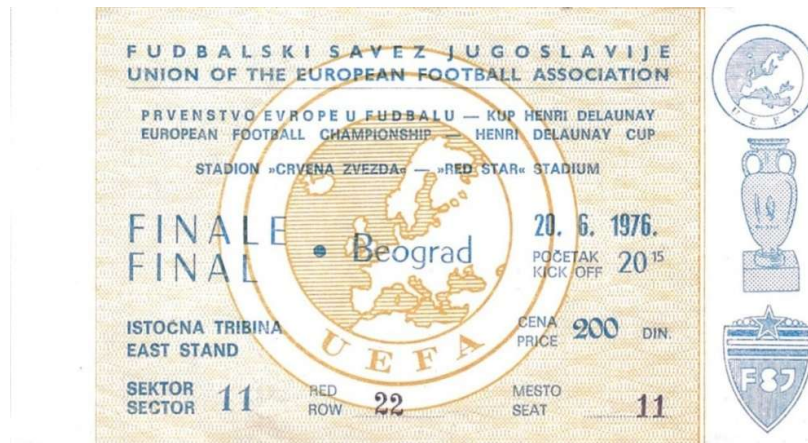 FUDBALSKI SAVEZ JUGOSLAVIJE
UNION OF THE EUROPEAN FOOTBALL ASSOCIATION
PRVENSTVO EVROPE U FUDBALU — KUP HENRI DELAUNAY
EUROPEAN FOOTBALL CHAMPIONSHIP — HENRI DELAUNAY CUP
STADION »CRVENA ZVEZDA« — »RED STAR« STADIUM
FINALE
FINAL
• Beograd
20. 6. 1976.
POČETAK
KICK OFF 20 15
ISTOČNA TRIBINA
EAST STAND
CENA
PRICE 200 DIN.
UEFA
SEKTOR
SECTOR 11
RED
ROW 22
MESTO
SEAT 11
UEFA
FSJ